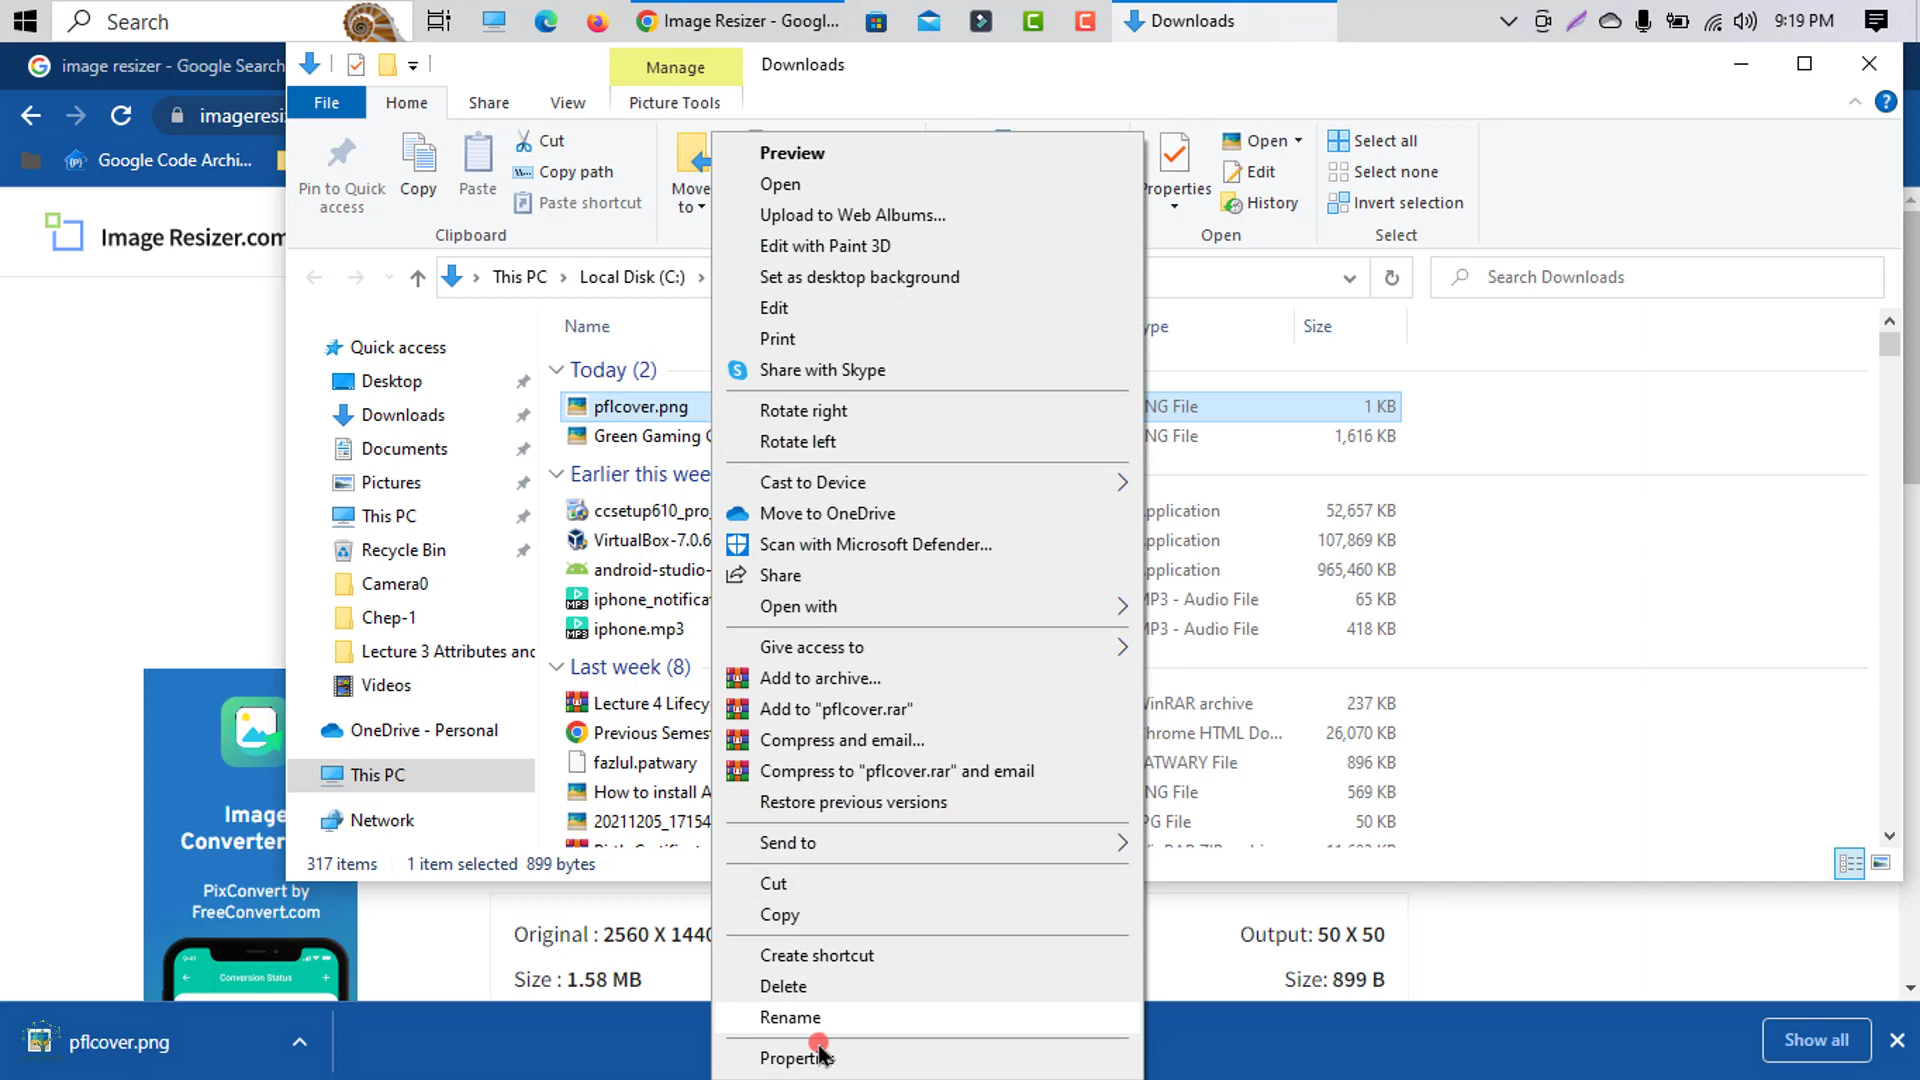 Search
Image Resizer - Googl...
Downloads
9:19 PM
image resizer - Google Search
Manage
Downloads
File
Home
Share
View
Picture Tools
imageresi
Google Code Archi...
Pin to Quick access
Copy
Paste
Cut
Copy path
Paste shortcut
Move to
Properties
Open
Edit
History
Select all
Select none
Invert selection
Clipboard
Open
Select
Image Resizer.com
This PC
Local Disk (C:)
Search Downloads
Name
Size
Quick access
Desktop
Downloads
Documents
Pictures
This PC
Recycle Bin
Camera0
Chep-1
Lecture 3 Attributes and
Videos
OneDrive - Personal
This PC
Network
Today (2)
pflcover.png
NG File
1 KB
Green Gaming
NG File
1,616 KB
Earlier this wee
ccsetup610_pro
pplication
52,657 KB
VirtualBox-7.0.6
pplication
107,869 KB
android-studio-
pplication
965,460 KB
iphone_notifica
MP3 - Audio File
65 KB
iphone.mp3
MP3 - Audio File
418 KB
Last week (8)
Lecture 4 Lifecy
WinRAR archive
237 KB
Previous Semes
Chrome HTML Do...
26,070 KB
fazlul.patwary
PATWARY File
896 KB
How to install A
NG File
569 KB
20211205_17154
PG File
50 KB
317 items
1 item selected 899 bytes
Preview
Open
Upload to Web Albums...
Edit with Paint 3D
Set as desktop background
Edit
Print
Share with Skype
Rotate right
Rotate left
Cast to Device
Move to OneDrive
Scan with Microsoft Defender...
Share
Open with
Give access to
Add to archive...
Add to "pflcover.rar"
Compress and email...
Compress to "pflcover.rar" and email
Restore previous versions
Send to
Cut
Copy
Create shortcut
Delete
Rename
Properties
Image
Converter
PixConvert by
FreeConvert.com
Conversion Status
Original : 2560 X 1440
Size : 1.58 MB
Output: 50 X 50
Size: 899 B
pflcover.png
Show all